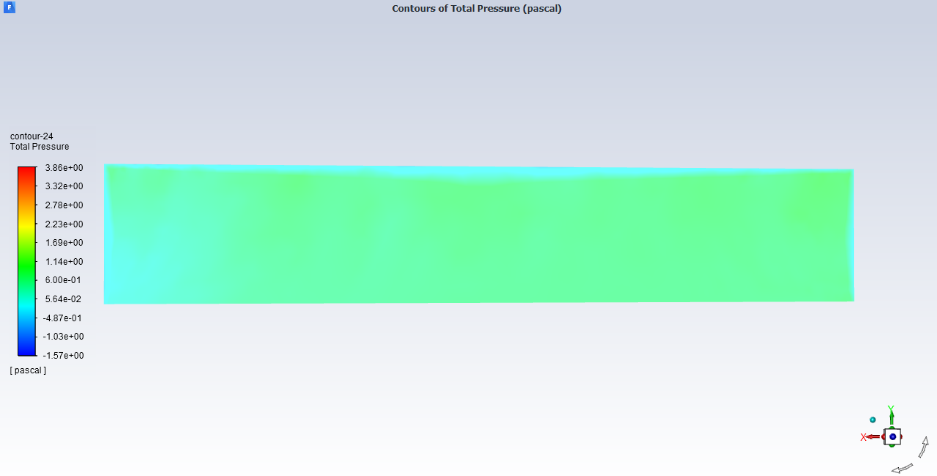 F
Contours of Total Pressure (pascal)
contour-24
Total Pressure
3.86e+00
3.32e+00
2.78e+00
2.23e+00
1.69e+00
1.14e+00
6.00e-01
5.64e-02
-4.87e-01
-1.03e+00
-1.57e+00
[ pascal ]
Y
X